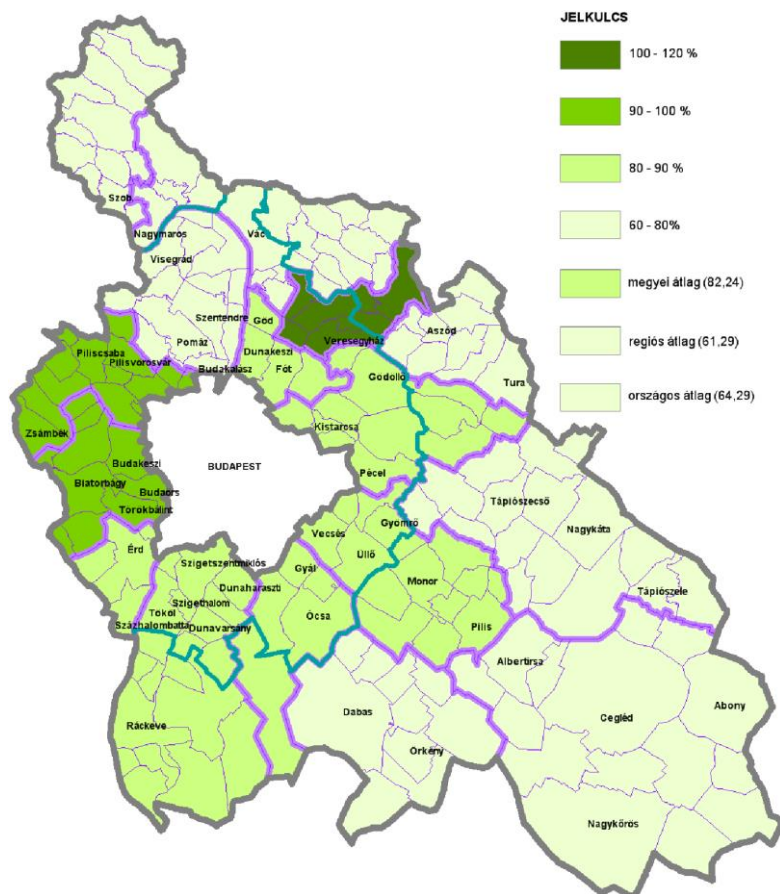 JELKULCS
100 - 120 %
90 - 100 %
80 - 90 %
60 - 80%
megyei átlag (82,24)
regiós átlag (61,29)
országos átlag (64,29)
Szob
Nagymaros
Vác
Visegrád
Szentendre
Göd
Veresegyház
Aszód
Pomáz
Dunakeszi
Piliscsaba
Pilisvörösvár
Budakalász
Fót
Gödöllő
Tura
Zsámbék
Kistarcsa
Budakeszi
BUDAPEST
Biatorbágy
Pécel
Budaörs
Törökbálint
Tápiószecső
Gyömrő
Nagykáta
Vecsés
Érd
Üllő
Szigetszentmiklós
Gyál
Monor
Dunaharaszti
Tápiószele
Szigethalom
Tököl
Ócsa
Százhalombatta
Dunavarsány
Pilis
Albertirsa
Abony
Dabas
Cegléd
Ráckeve
Örkény
Nagykőrös